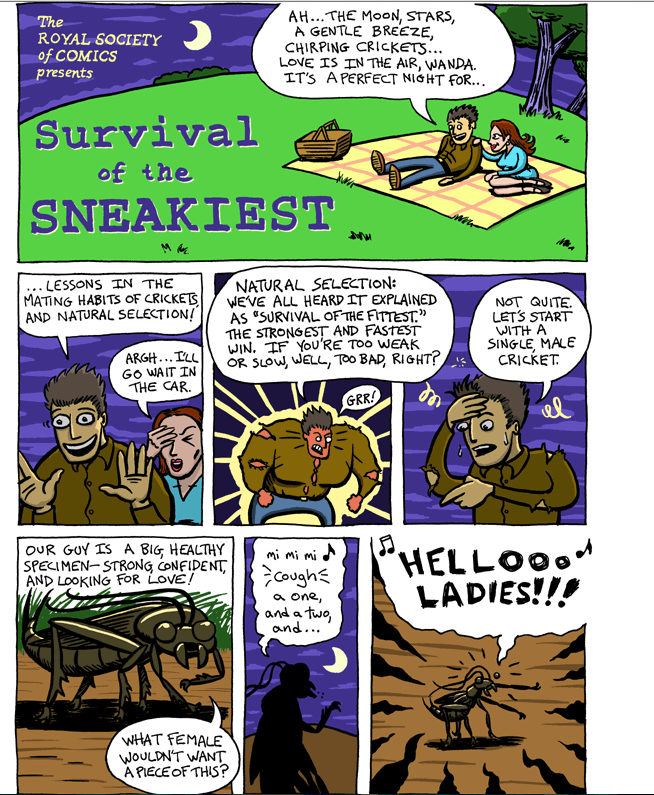 The
ROYAL SOCIETY
of COMICS
presents
AH...THE MOON, STARS,
A GENTLE BREEZE,
CHIRPING CRICKETS...
LOVE IS IN THE AIR, WANDA.
IT'S A PERFECT NIGHT FOR...
Survival
of the
SNEAKIEST
...LESSONS IN THE
MATING HABITS OF CRICKETS,
AND NATURAL SELECTION!
ARGH...I'LL
GO WAIT IN
THE CAR.
NATURAL SELECTION:
WE'VE ALL HEARD IT EXPLAINED
AS "SURVIVAL OF THE FITTEST."
THE STRONGEST AND FASTEST
WIN. IF YOU'RE TOO WEAK
OR SLOW, WELL, TOO BAD, RIGHT?
GRR!
NOT QUITE.
LET'S START
WITH A
SINGLE, MALE
CRICKET.
OUR GUY IS A BIG, HEALTHY
SPECIMEN—STRONG, CONFIDENT,
AND LOOKING FOR LOVE!
WHAT FEMALE
WOULDN'T WANT
A PIECE OF THIS?
mi mi mi ♪
cough
a one,
and a two,
and...
HELLOooo
LADIES!!!